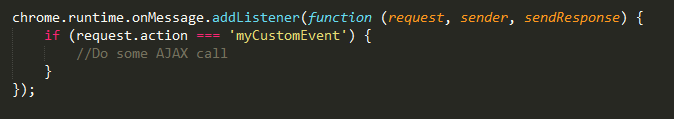 chrome.runtime.onMessage.addListener(function (request, sender, sendResponse) {
    if (request.action === 'myCustomEvent') {
        //Do some AJAX call
    }
});